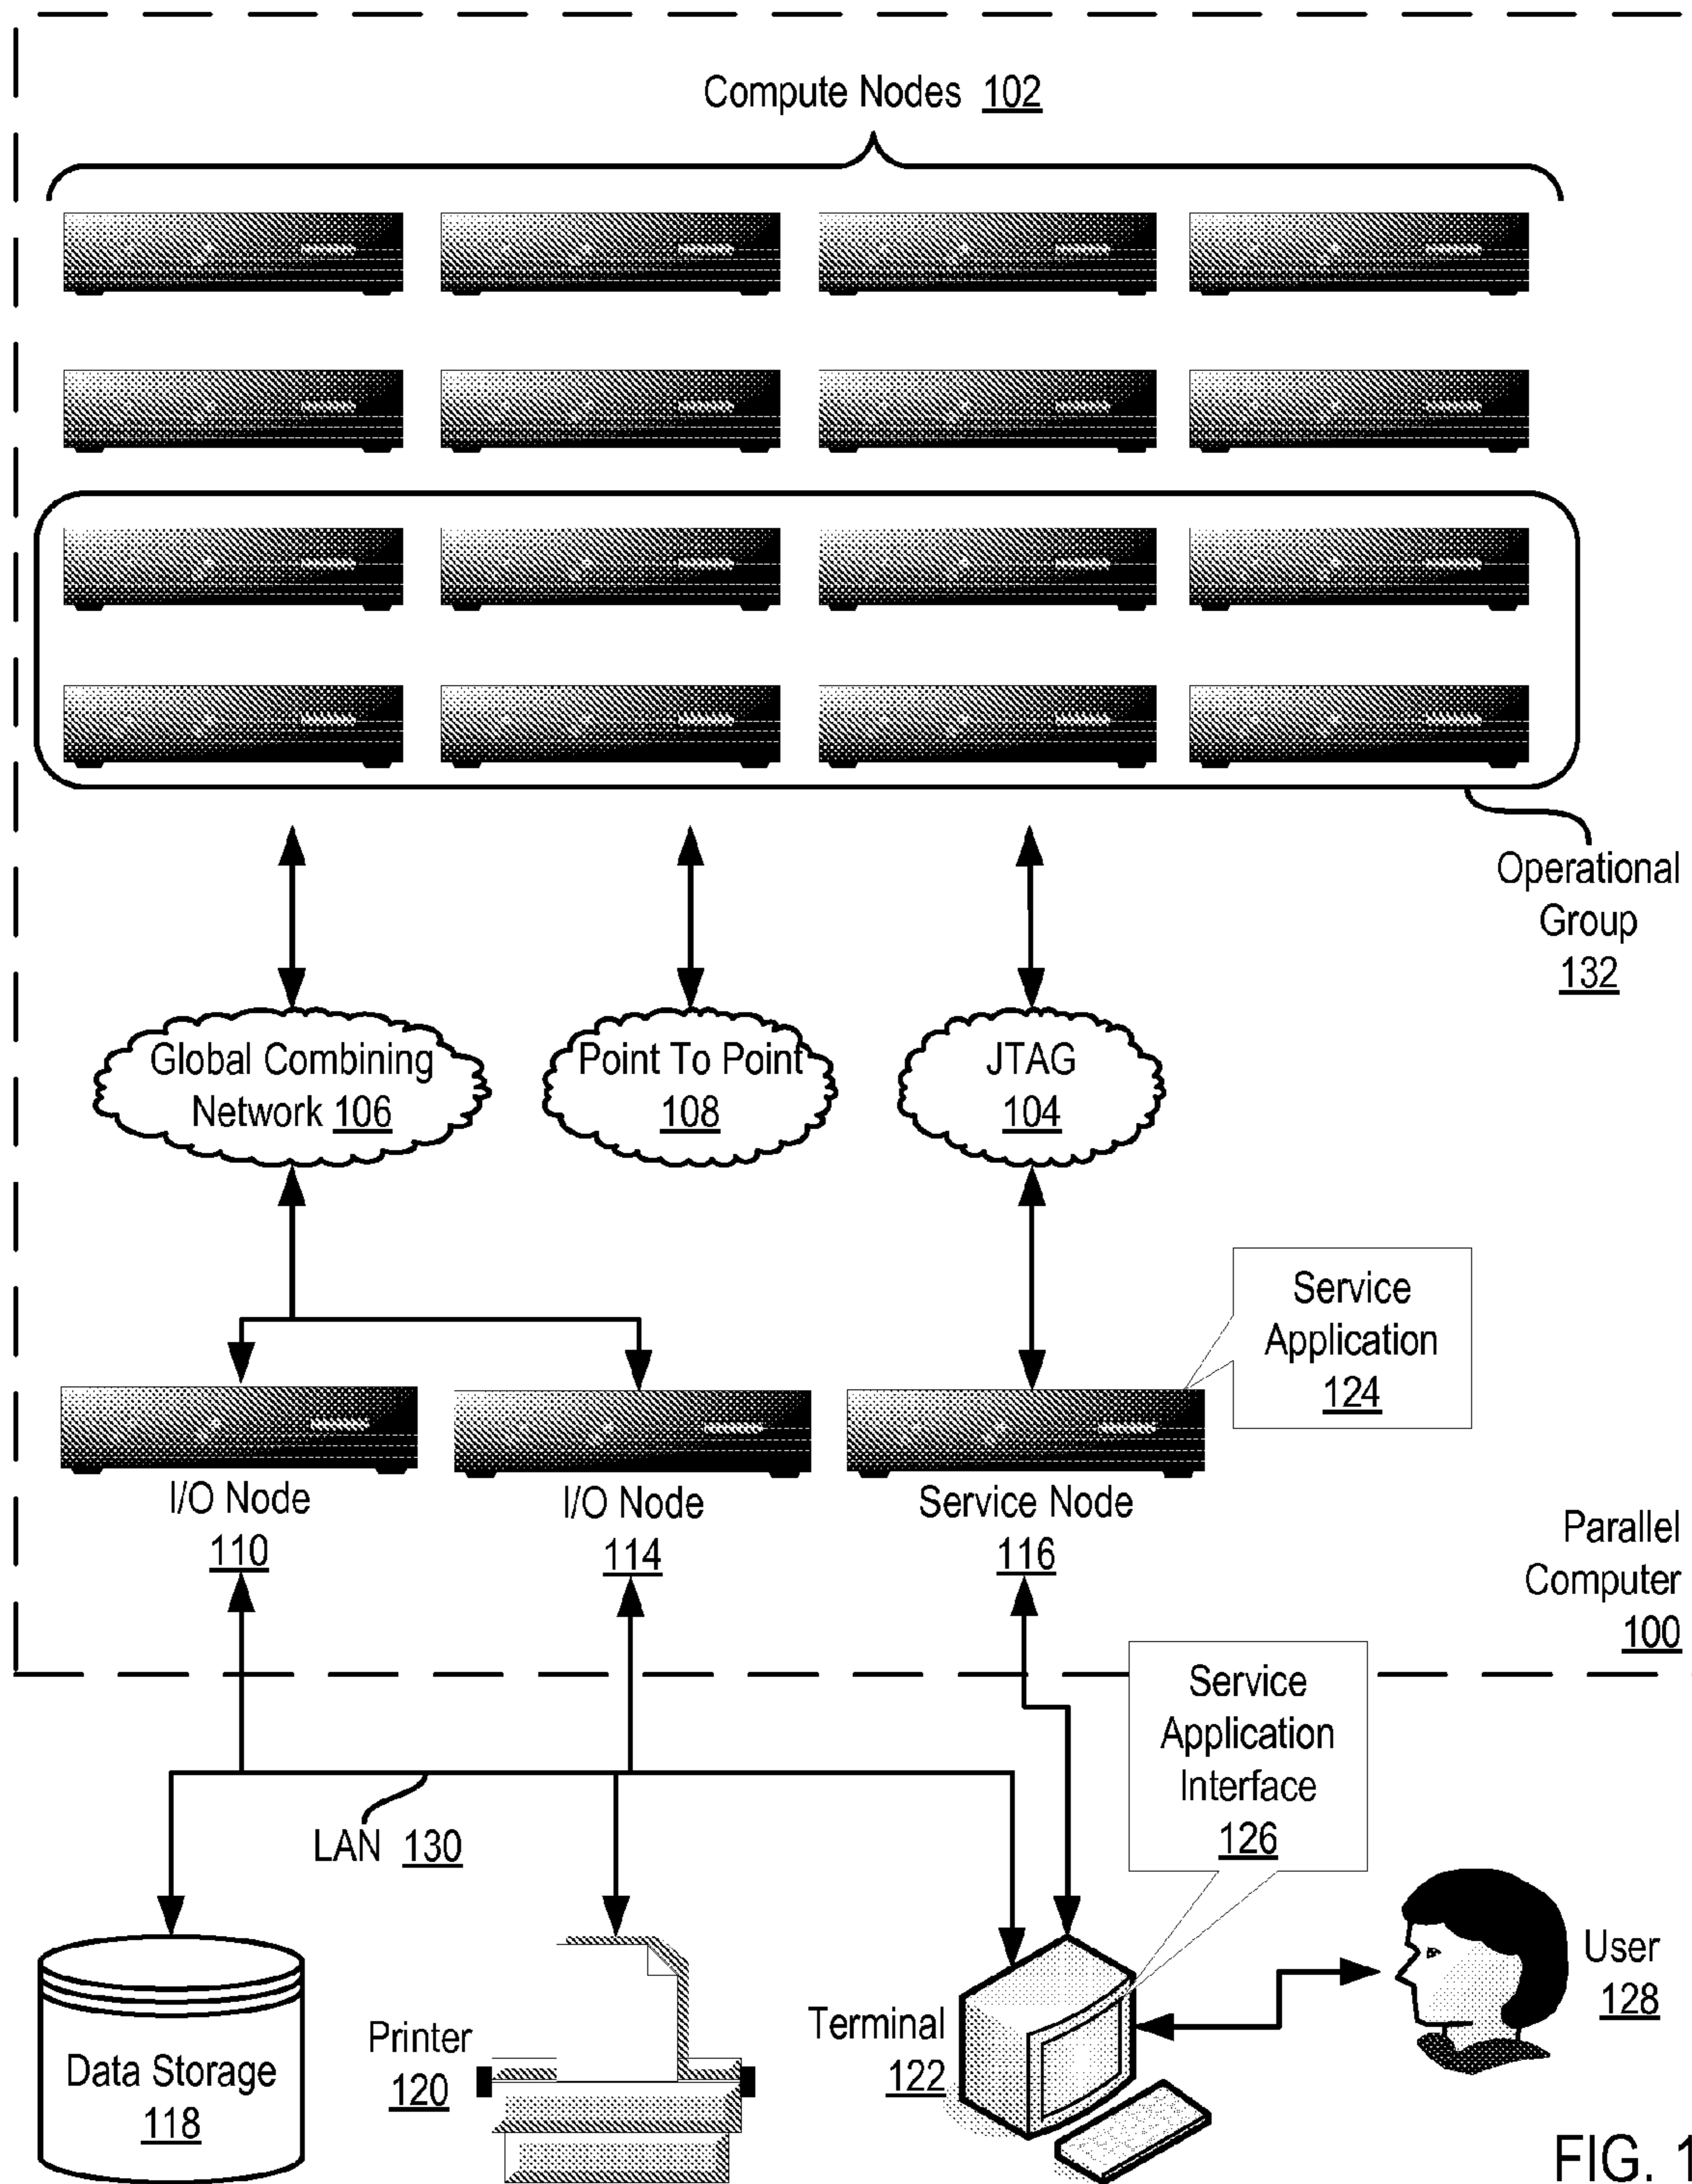 Compute Nodes 102
Operational
Group
132
Global Combining
Network 106
Point To Point
108
JTAG
104
Service
Application
124
I/O Node
110
I/O Node
114
Service Node
116
Parallel
Computer
100
Service
Application
Interface
126
LAN 130
Data Storage
118
Printer
120
Terminal
122
User
128
FIG. 1